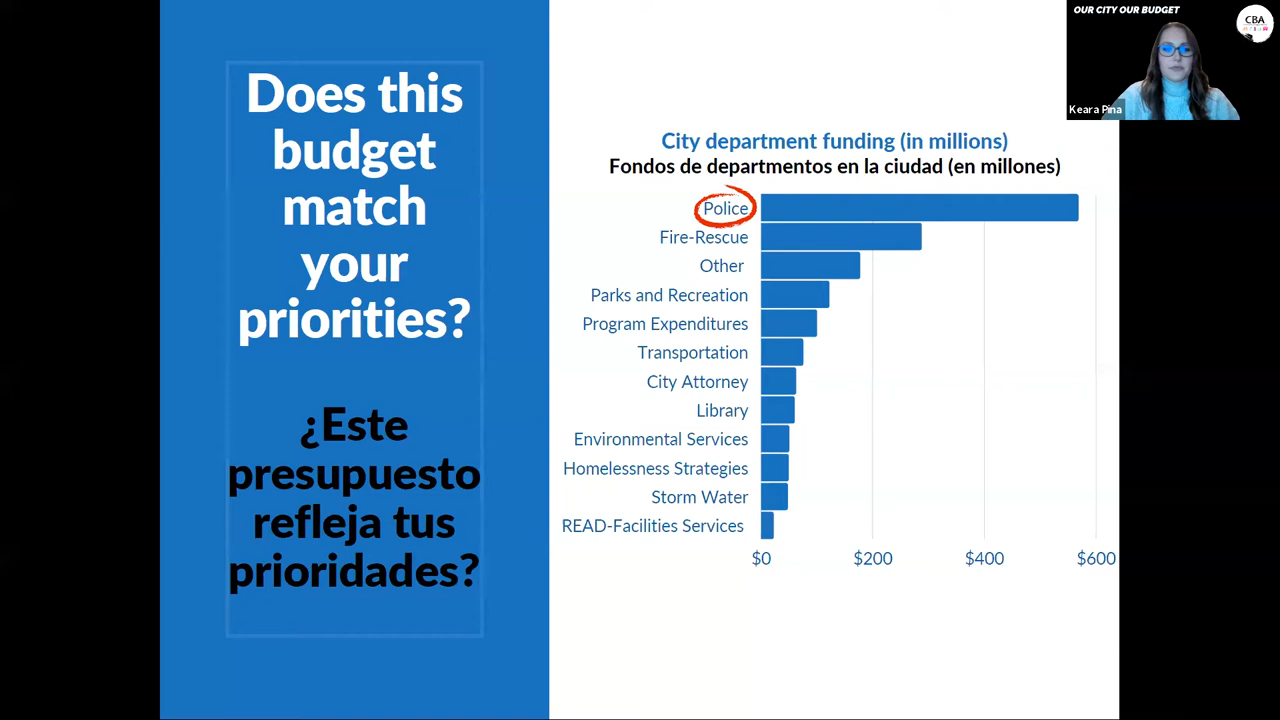 OUR CITY OUR BUDGET
CBA
Keara Pina
Does this
budget
match
your
priorities?
¿Este
presupuesto
refleja tus
prioridades?
City department funding (in millions)
Fondos de departmentos en la ciudad (en millones)
Police
Fire-Rescue
Other
Parks and Recreation
Program Expenditures
Transportation
City Attorney
Library
Environmental Services
Homelessness Strategies
Storm Water
READ-Facilities Services
$0 $200 $400 $600